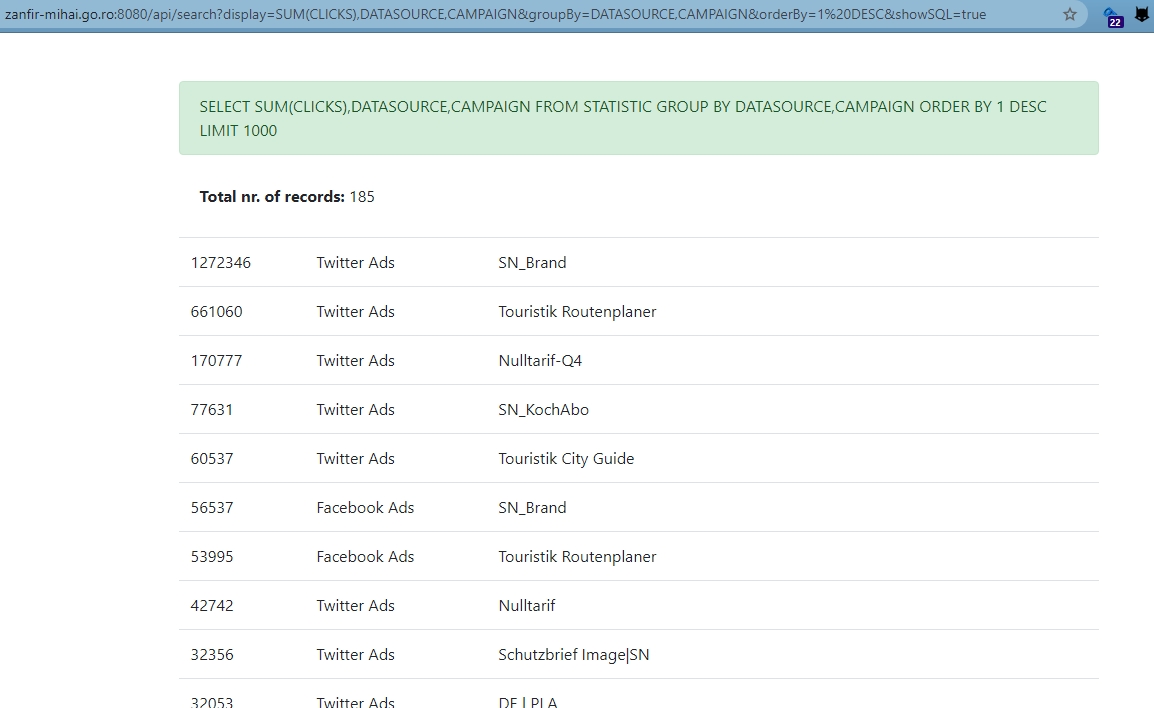 zanfir-mihai.go.ro:8080/api/search?display=SUM(CLICKS),DATASOURCE,CAMPAIGN&groupBy=DATASOURCE,CAMPAIGN&orderBy=1%20DESC&showSQL=true
22
SELECT SUM(CLICKS),DATASOURCE,CAMPAIGN FROM STATISTIC GROUP BY DATASOURCE,CAMPAIGN ORDER BY 1 DESC
LIMIT 1000
Total nr. of records: 185
1272346 Twitter Ads SN_Brand
661060 Twitter Ads Touristik Routenplaner
170777 Twitter Ads Nulltarif-Q4
77631 Twitter Ads SN_KochAbo
60537 Twitter Ads Touristik City Guide
56537 Facebook Ads SN_Brand
53995 Facebook Ads Touristik Routenplaner
42742 Twitter Ads Nulltarif
32356 Twitter Ads Schutzbrief Image|SN
32053 Twitter Ads DE | PLA